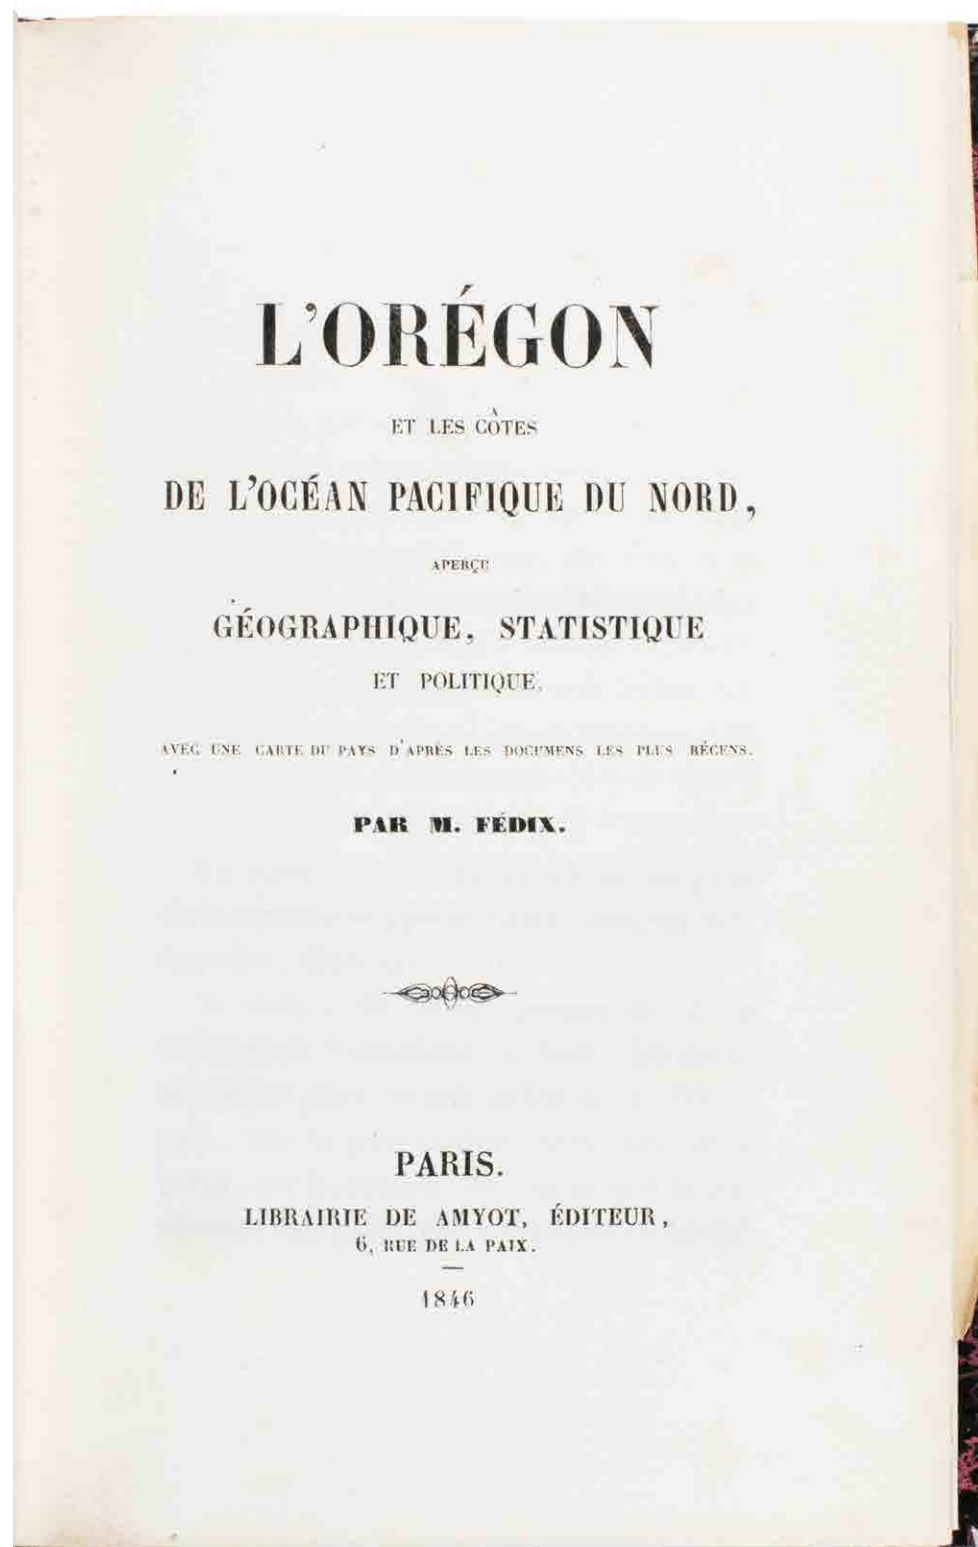 L'ORÉGON
ET LES CÔTES
DE L'OCÉAN PACIFIQUE DU NORD,
APERÇU
GÉOGRAPHIQUE, STATISTIQUE
ET POLITIQUE,
AVEC UNE CARTE DU PAYS D'APRÈS LES DOCUMENS LES PLUS RÉCENS.
PAR M. FÉDIX.
PARIS.
LIBRAIRIE DE AMYOT, ÉDITEUR,
6, RUE DE LA PAIX.
1846